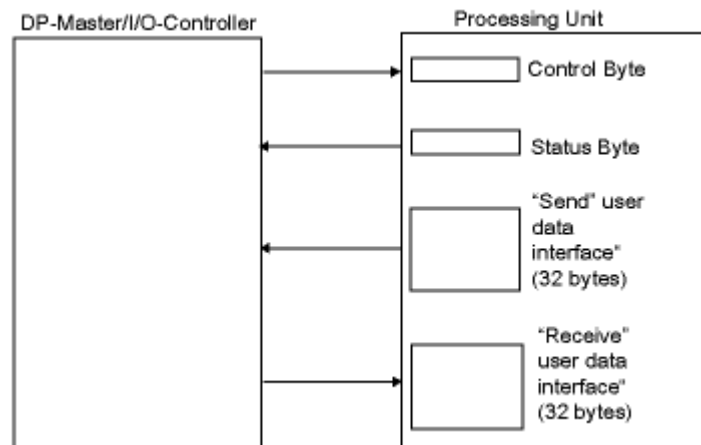 DP-Master/I/O-Controller
Processing Unit
Control Byte
Status Byte
"Send" user
data
interface"
(32 bytes)
"Receive"
user data
interface"
(32 bytes)